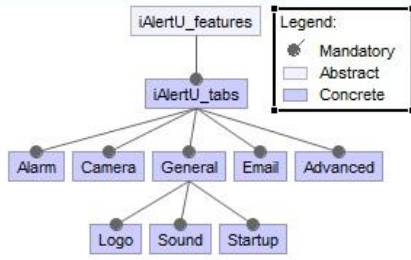 iAlertU_features
Legend:
Mandatory
Abstract
Concrete
iAlertU_tabs
Alarm Camera General Email Advanced
Logo Sound Startup